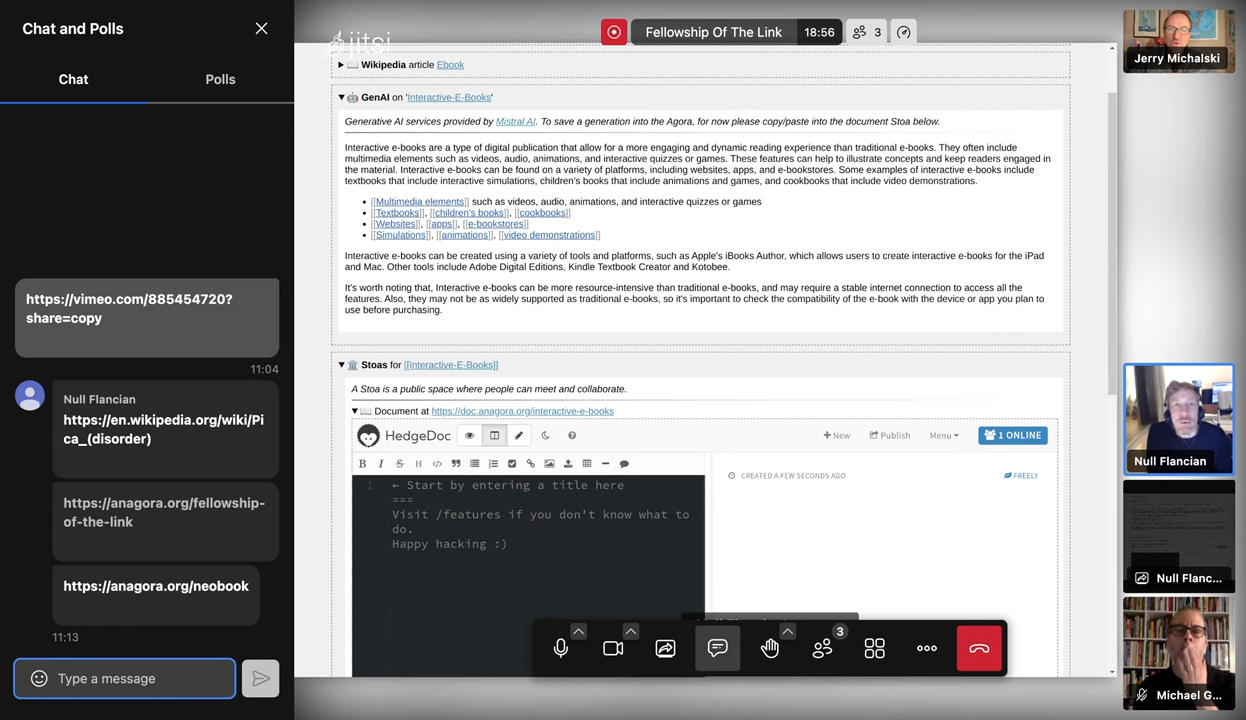 Chat and Polls
Chat
Polls
https://vimeo.com/885454720?
share=copy
11:04
Null Flancian
https://en.wikipedia.org/wiki/Pi
ca_(disorder)
https://anagora.org/fellowship-
of-the-link
https://anagora.org/neobook
11:13
Type a message
jitsi
Fellowship Of The Link
18:56
3
Wikipedia article Ebook
GenAI on 'Interactive-E-Books'
Generative AI services provided by Mistral AI. To save a generation into the Agora, for now please copy/paste into the document Stoa below.
Interactive e-books are a type of digital publication that allow for a more engaging and dynamic reading experience than traditional e-books. They often include
multimedia elements such as videos, audio, animations, and interactive quizzes or games. These features can help to illustrate concepts and keep readers engaged in
the material. Interactive e-books can be found on a variety of platforms, including websites, apps, and e-bookstores. Some examples of interactive e-books include
textbooks that include interactive simulations, children's books that include animations and games, and cookbooks that include video demonstrations.
[[Multimedia elements]] such as videos, audio, animations, and interactive quizzes or games
[[Textbooks]], [[children's books]], [[cookbooks]]
[[Websites]], [[apps]], [[e-bookstores]]
[[Simulations]], [[animations]], [[video demonstrations]]
Interactive e-books can be created using a variety of tools and platforms, such as Apple's iBooks Author, which allows users to create interactive e-books for the iPad
and Mac. Other tools include Adobe Digital Editions, Kindle Textbook Creator and Kotobee.
It's worth noting that, Interactive e-books can be more resource-intensive than traditional e-books, and may require a stable internet connection to access all the
features. Also, they may not be as widely supported as traditional e-books, so it's important to check the compatibility of the e-book with the device or app you plan to
use before purchasing.
Stoas for [[Interactive-E-Books]]
A Stoa is a public space where people can meet and collaborate.
Document at https://doc.anagora.org/interactive-e-books
HedgeDoc
New
Publish
Menu
1 ONLINE
1 ← Start by entering a title here
===
Visit /features if you don't know what to
do.
Happy hacking :)
CREATED A FEW SECONDS AGO
FREELY
3
Jerry Michalski
Null Flancian
Null Flanc...
Michael G...